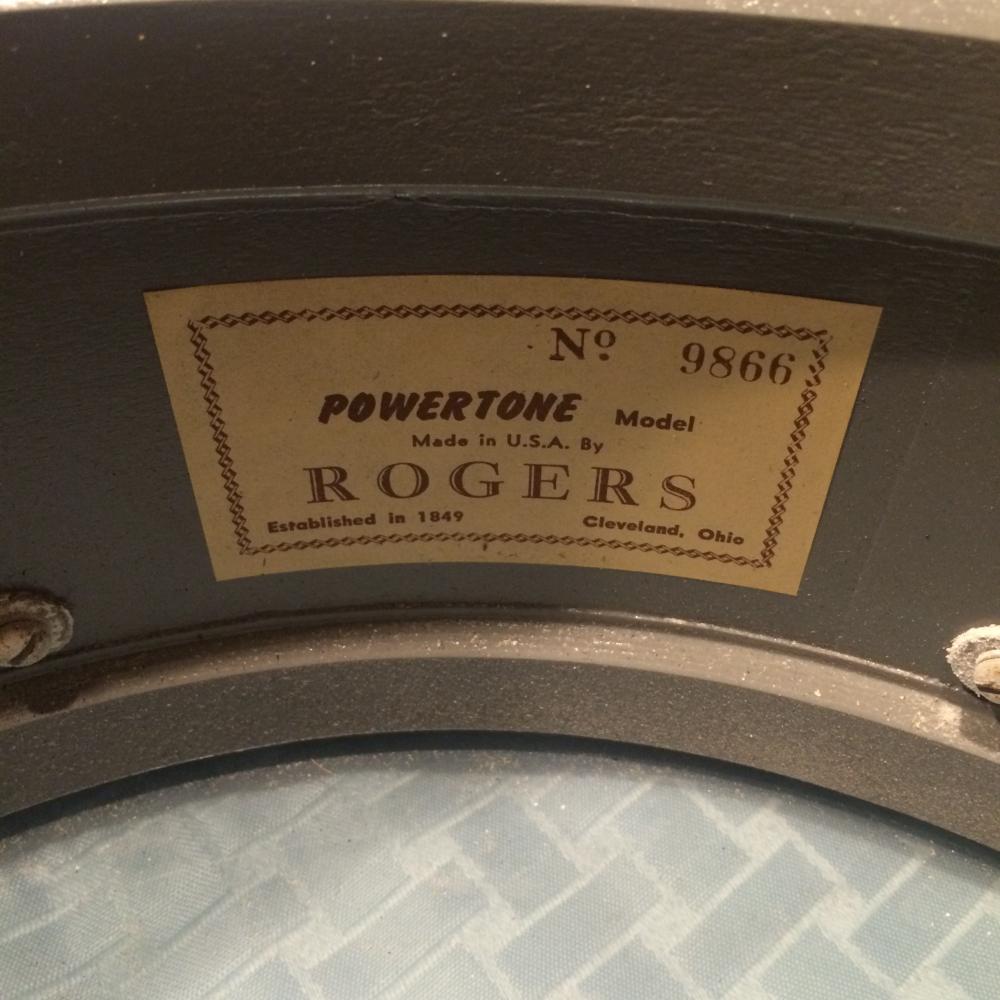 Nº 9866
POWERTONE Model
Made in U.S.A. By
ROGERS
Established in 1849 Cleveland, Ohio